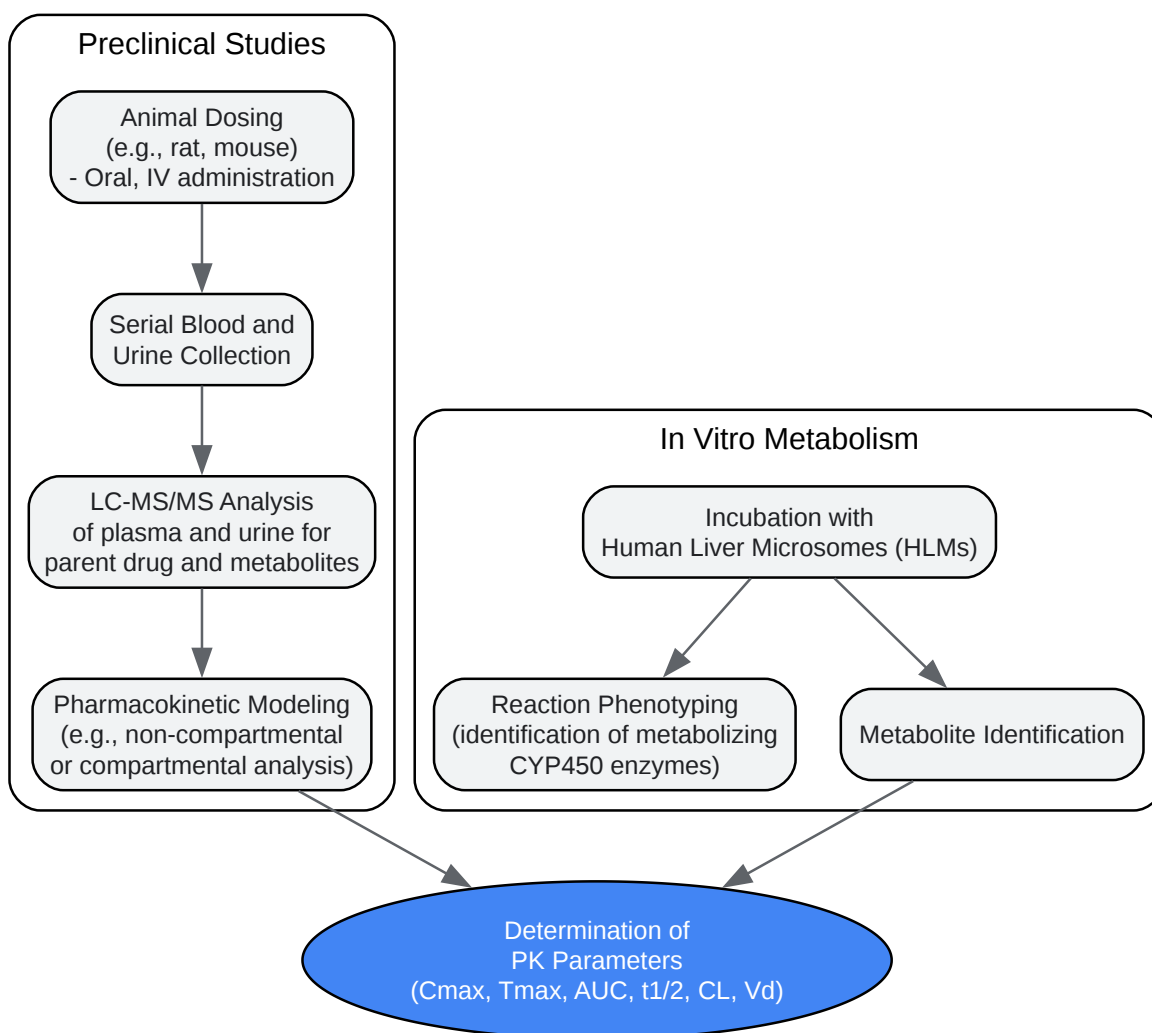 Preclinical Studies
Animal Dosing
(e.g., rat, mouse)
- Oral, IV administration
Serial Blood and
Urine Collection
LC-MS/MS Analysis
of plasma and urine for
parent drug and metabolites
Pharmacokinetic Modeling
(e.g., non-compartmental
or compartmental analysis)
In Vitro Metabolism
Incubation with
Human Liver Microsomes (HLMs)
Reaction Phenotyping
(identification of metabolizing
CYP450 enzymes)
Metabolite Identification
Determination of
PK Parameters
(Cmax, Tmax, AUC, t1/2, CL, Vd)